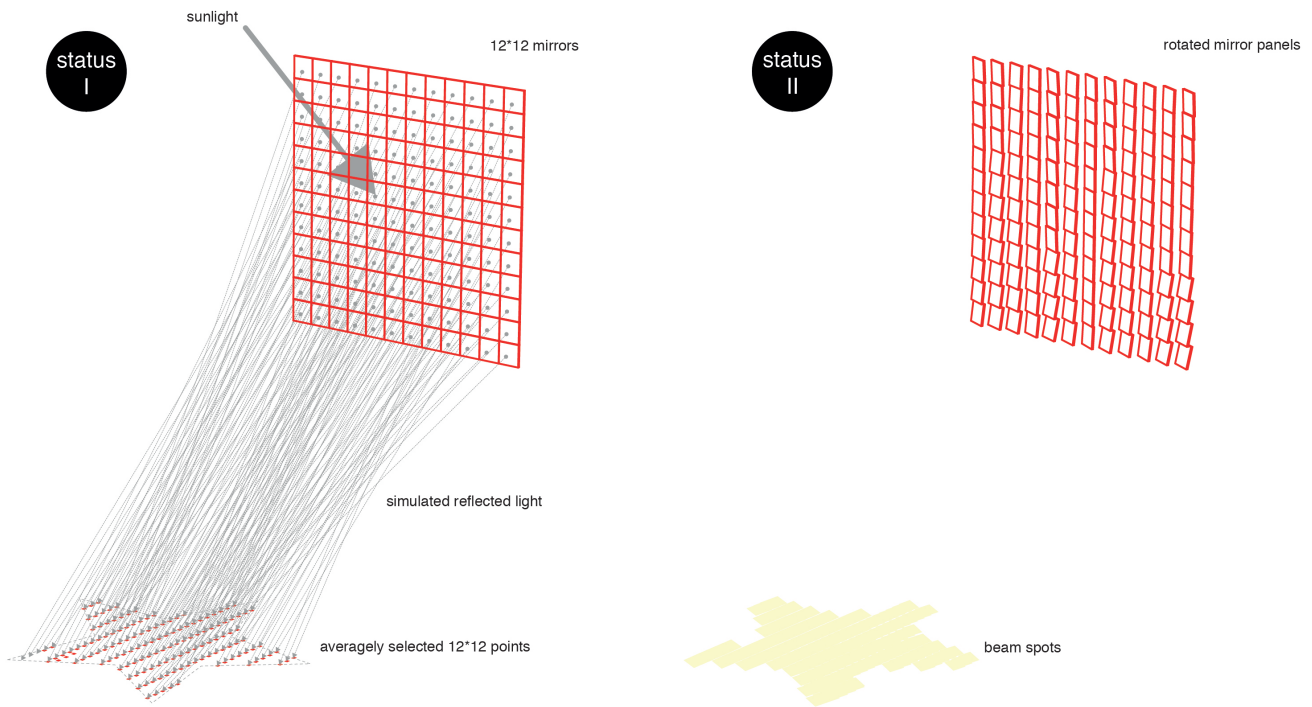 sunlight
status
I
12*12 mirrors
simulated reflected light
averagely selected 12*12 points
status
II
rotated mirror panels
beam spots